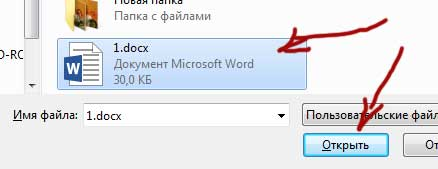 Новая папка
Папка с файлами
1.docx
Документ Microsoft Word
30,0 КБ
Имя файла: 1.docx
Пользовательские файл
Открыть
От